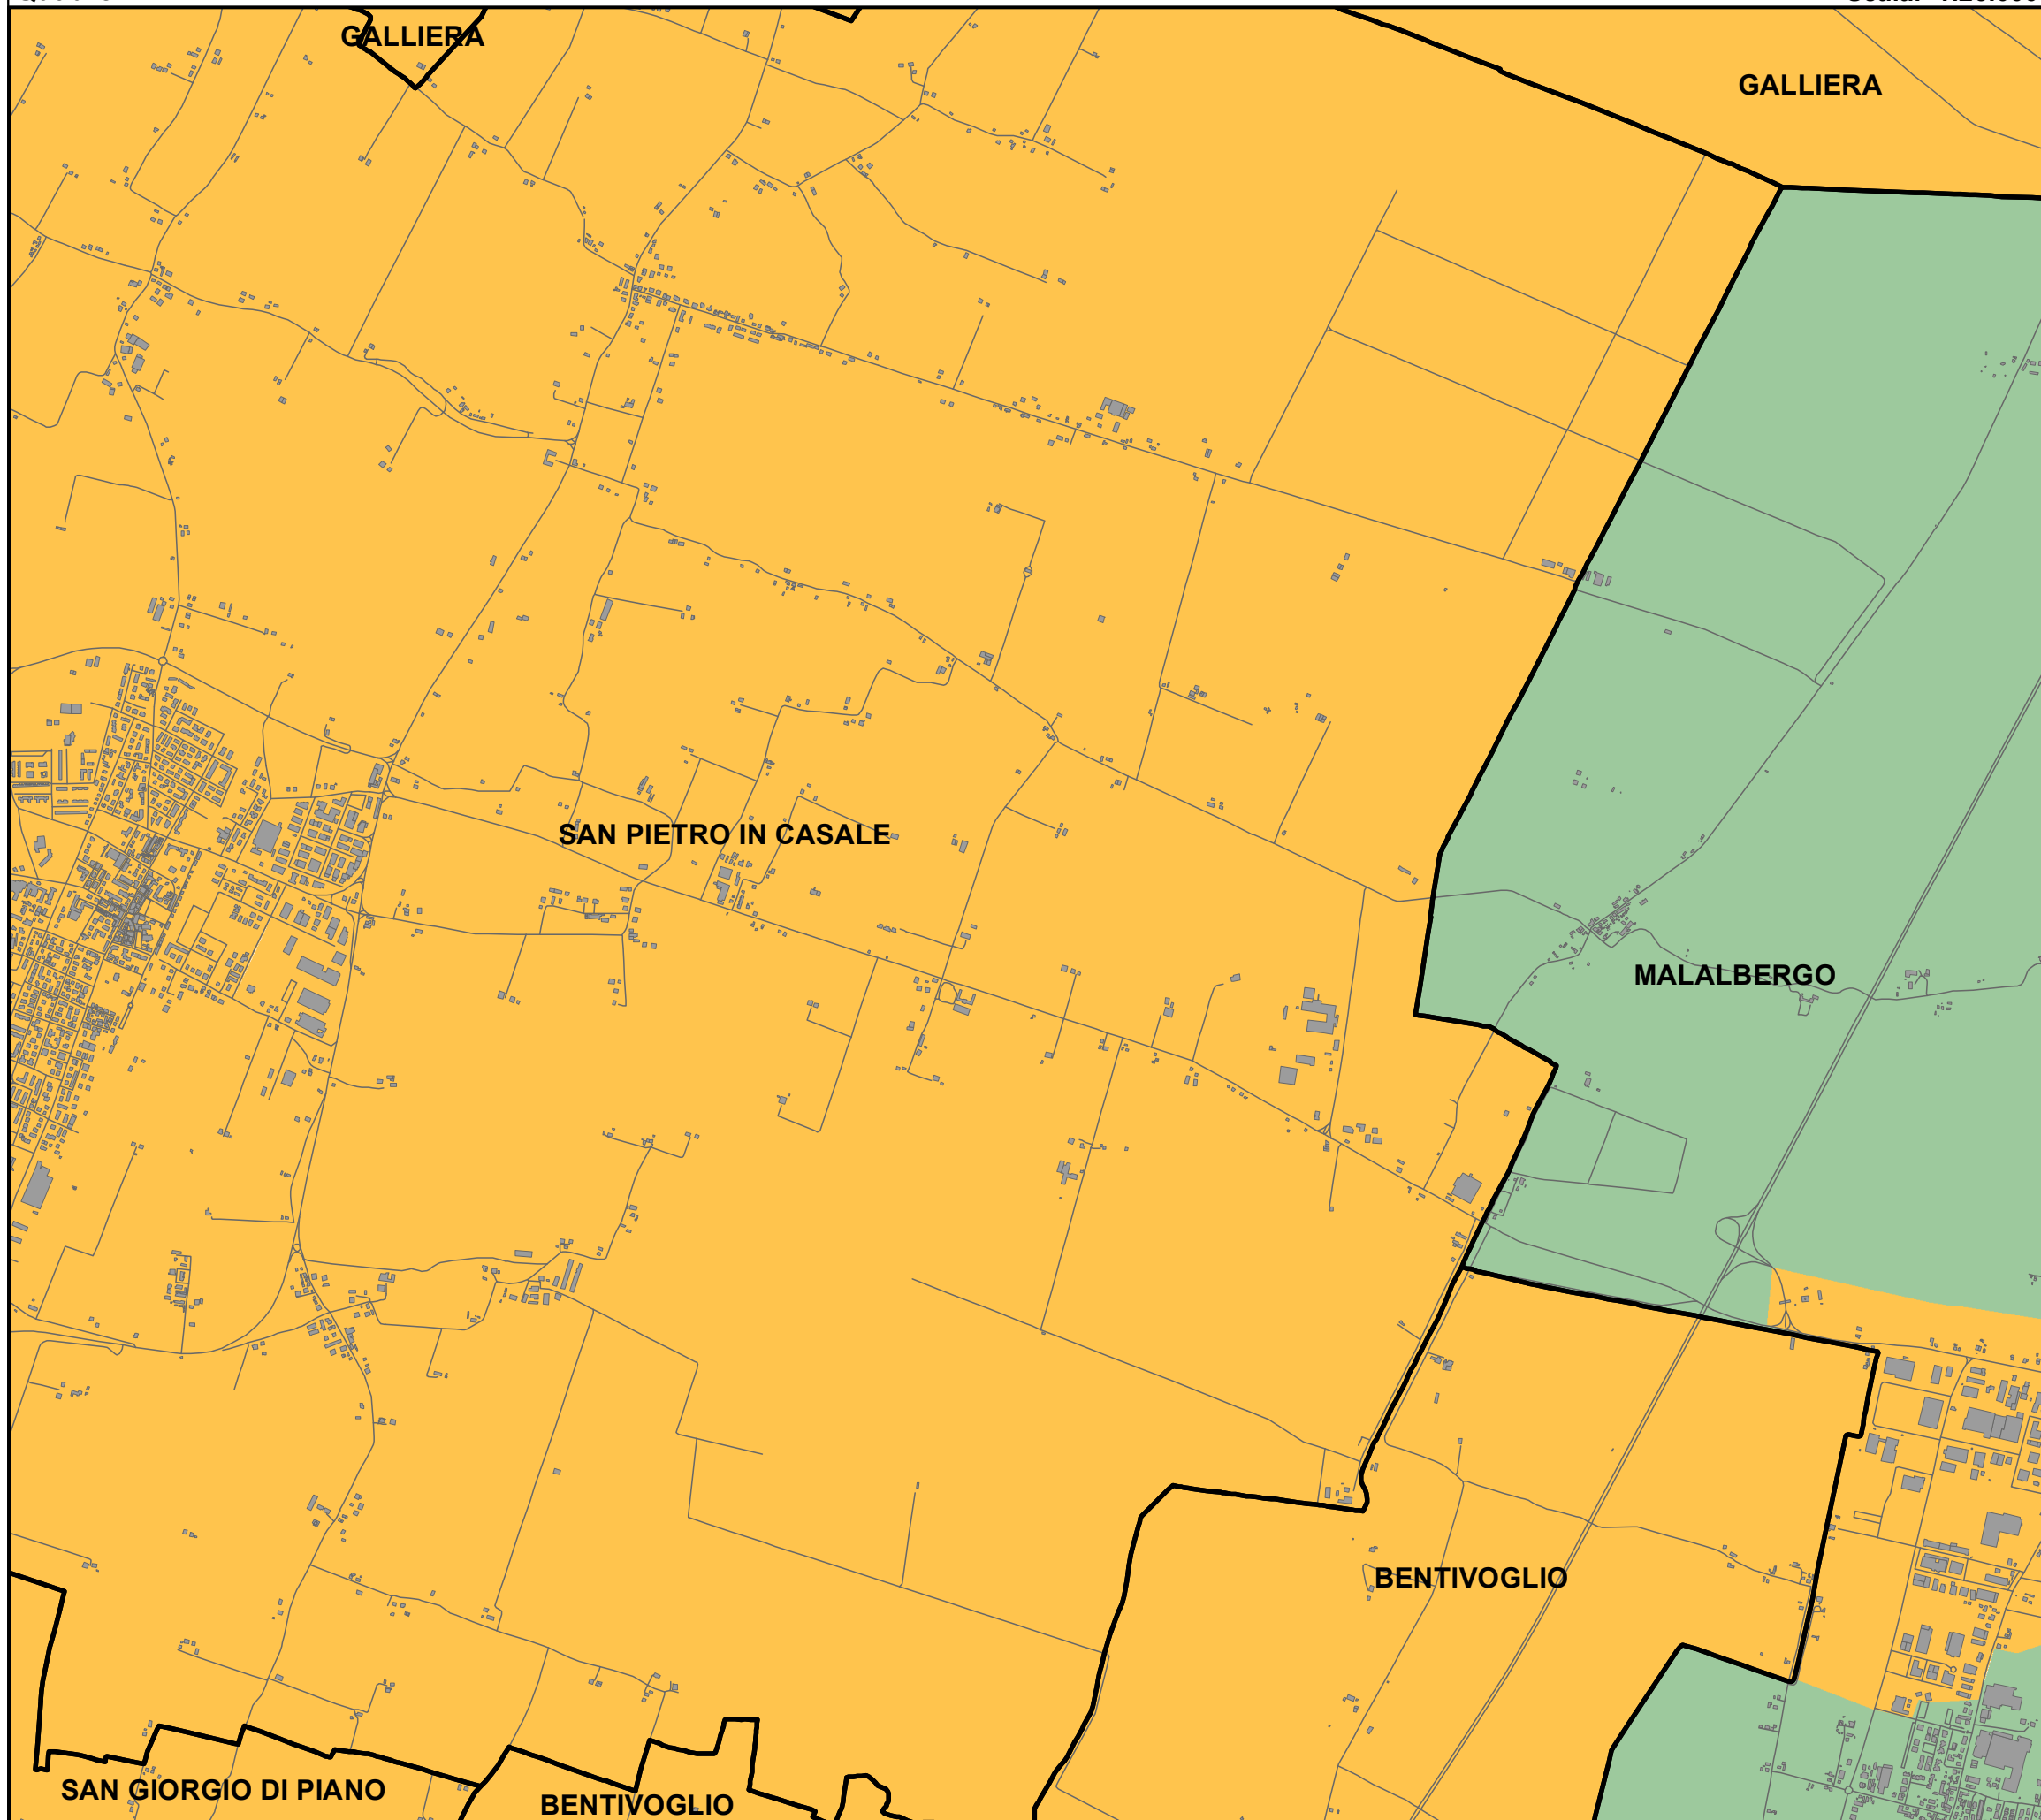 GALLIERA
GALLIERA
SAN PIETRO IN CASALE
MALALBERGO
BENTIVOGLIO
SAN GIORGIO DI PIANO
BENTIVOGLIO